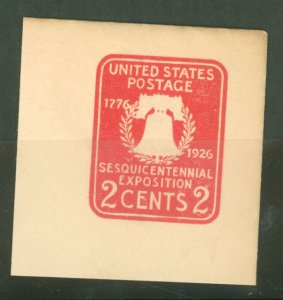 UNITED STATES
POSTAGE
1776
1926
SESQUICENTENNIAL
EXPOSITION
2 CENTS 2